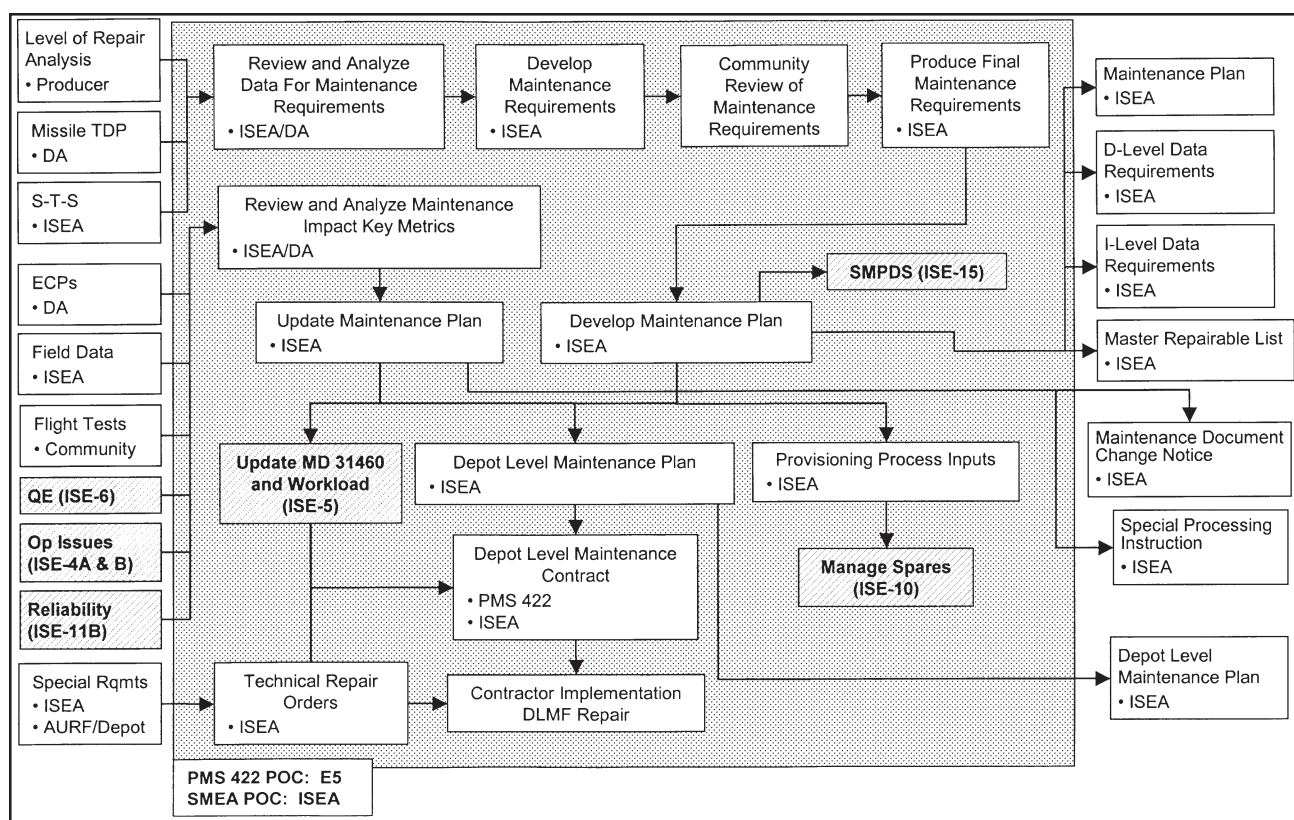 Level of Repair
Analysis
• Producer
Missile TDP
• DA
S-T-S
• ISEA
ECPs
• DA
Field Data
• ISEA
Flight Tests
• Community
QE (ISE-6)
Op Issues
(ISE-4A & B)
Reliability
(ISE-11B)
Special Rqmts
• ISEA
• AURF/Depot
Review and Analyze
Data For Maintenance
Requirements
• ISEA/DA
Develop
Maintenance
Requirements
• ISEA
Community
Review of
Maintenance
Requirements
Produce Final
Maintenance
Requirements
• ISEA
Review and Analyze Maintenance
Impact Key Metrics
• ISEA/DA
SMPDS (ISE-15)
Update Maintenance Plan
• ISEA
Develop Maintenance Plan
• ISEA
Update MD 31460
and Workload
(ISE-5)
Depot Level Maintenance Plan
• ISEA
Provisioning Process Inputs
• ISEA
Depot Level Maintenance
Contract
• PMS 422
• ISEA
Manage Spares
(ISE-10)
Technical Repair
Orders
• ISEA
Contractor Implementation
DLMF Repair
PMS 422 POC: E5
SMEA POC: ISEA
Maintenance Plan
• ISEA
D-Level Data
Requirements
• ISEA
I-Level Data
Requirements
• ISEA
Master Repairable List
• ISEA
Maintenance Document
Change Notice
• ISEA
Special Processing
Instruction
• ISEA
Depot Level
Maintenance Plan
• ISEA